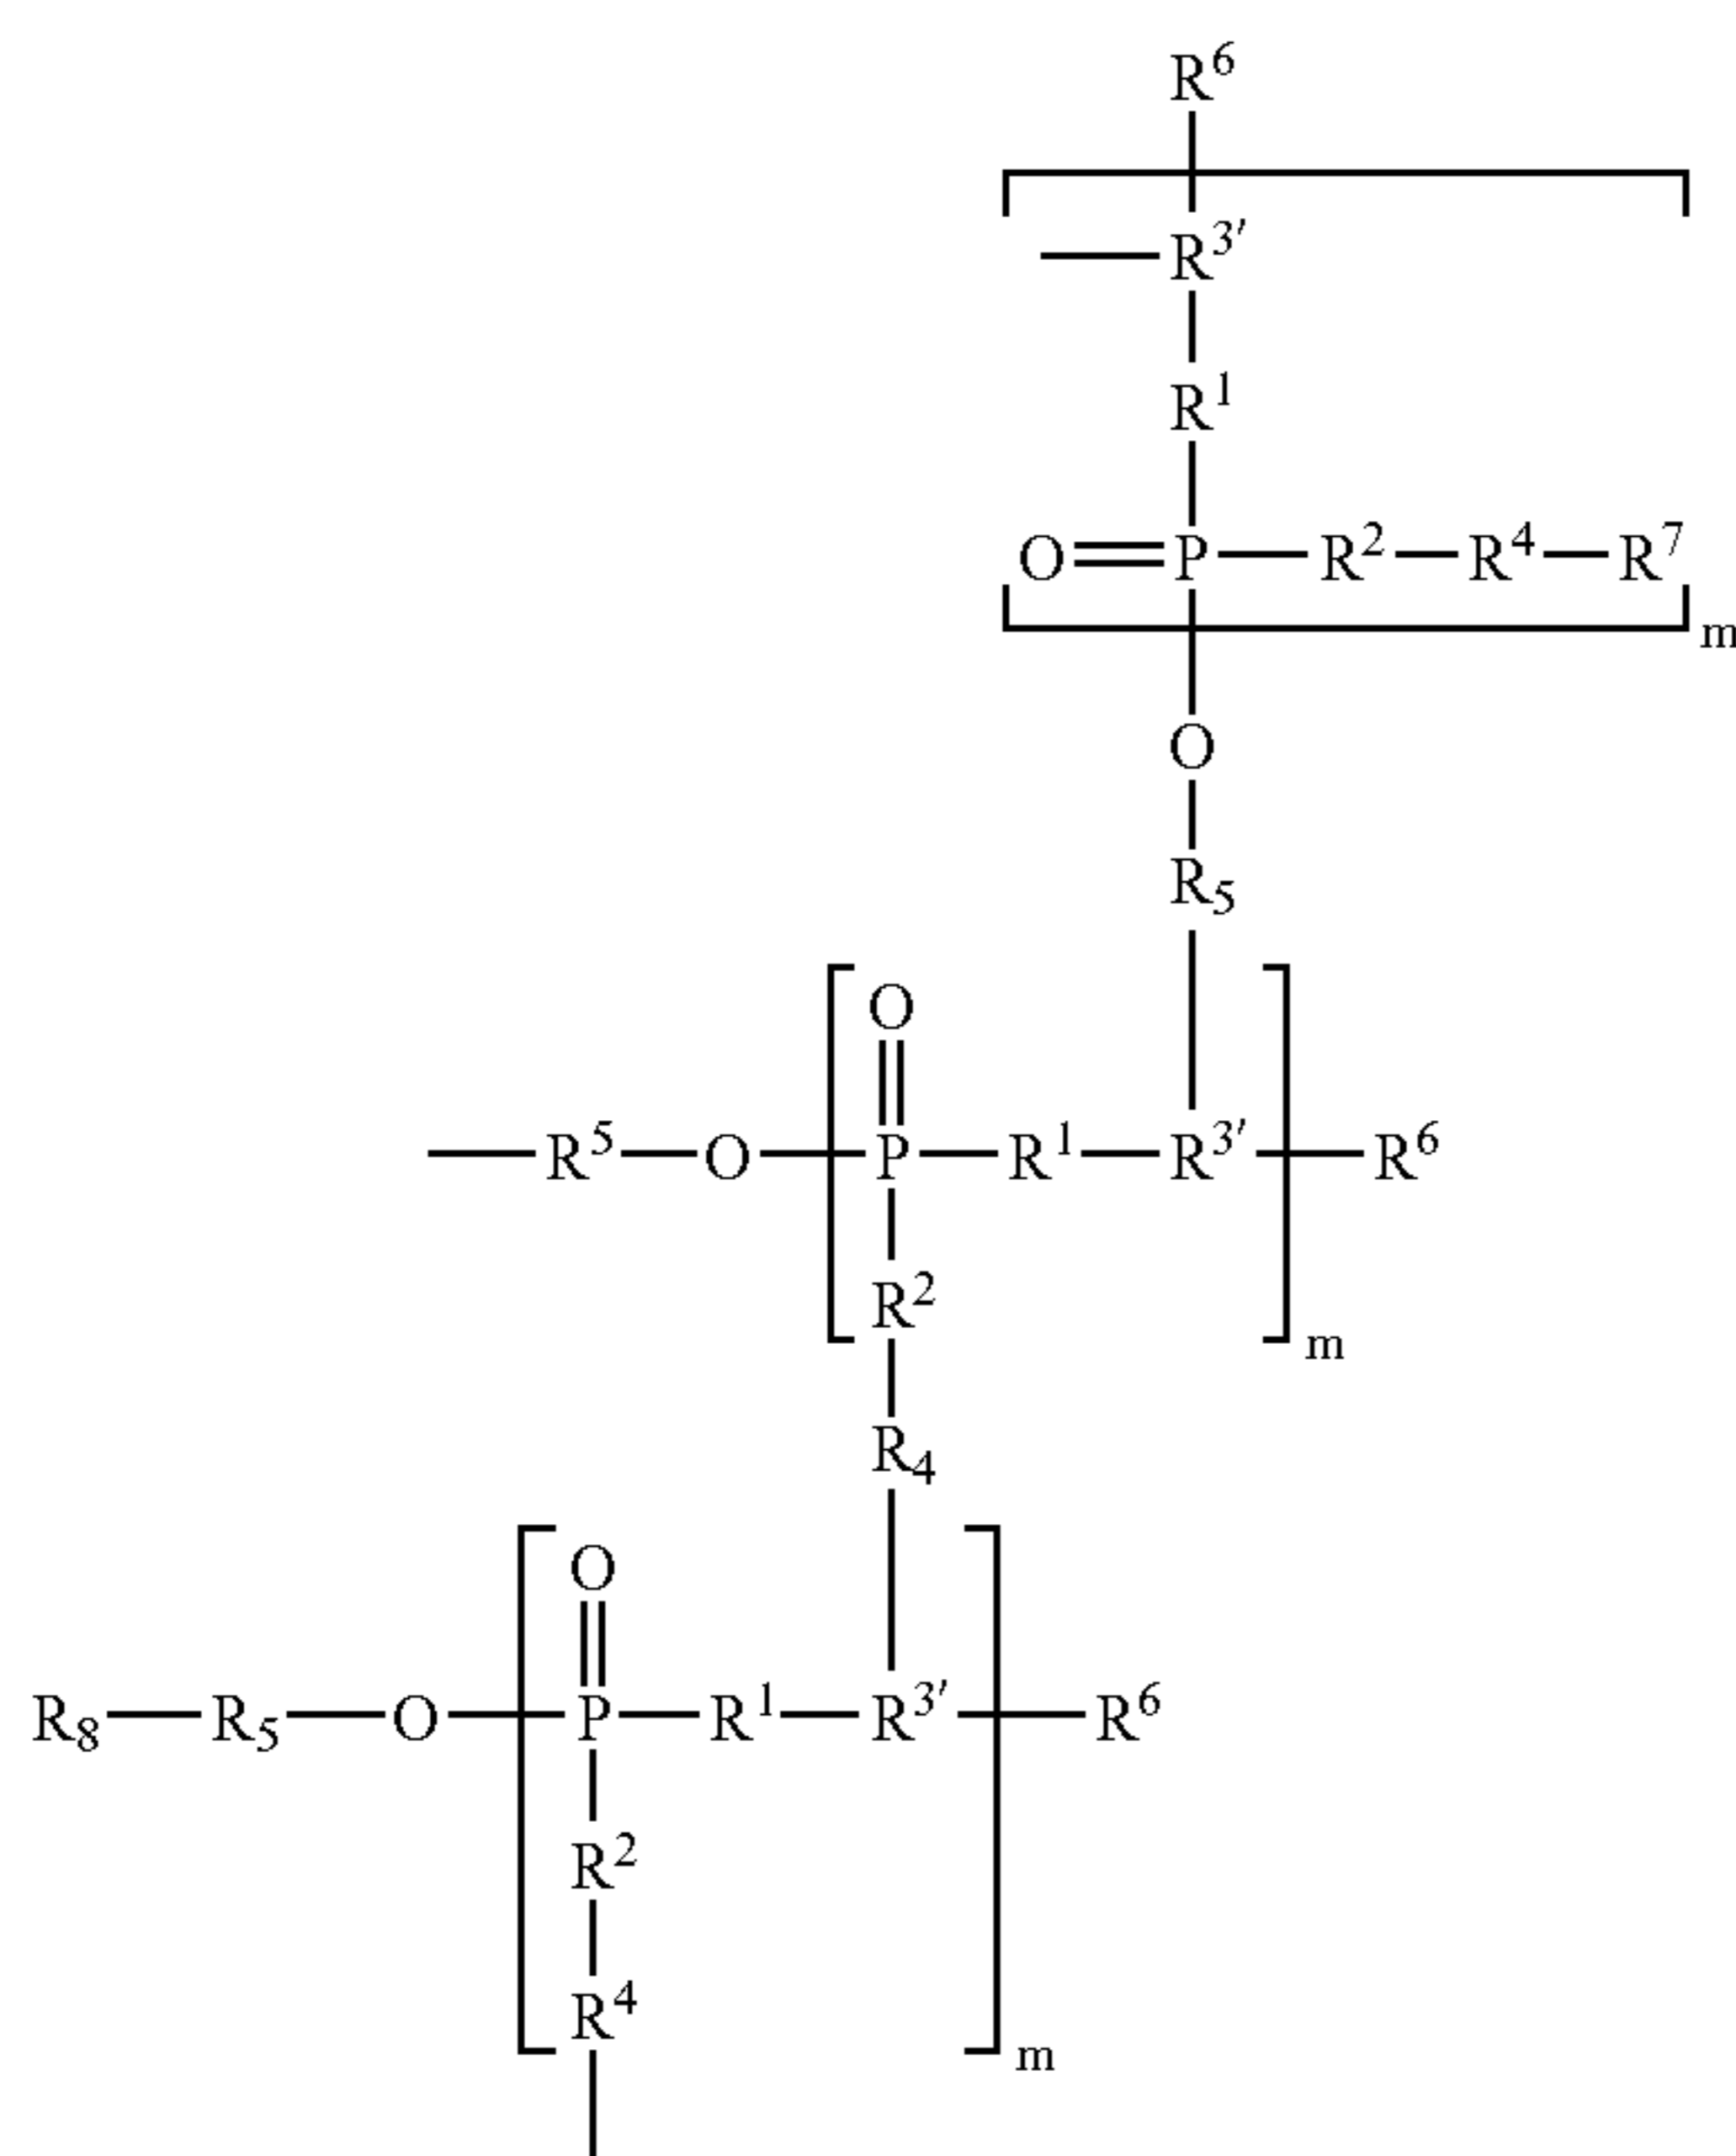 R⁶
R³′
R¹
O P R² R⁴ R⁷
m
O
R₅
O
R⁵ O P R¹ R³′ R⁶
R²
m
R₄
O
R₈ R₅ O P R¹ R³′ R⁶
R²
R⁴
m